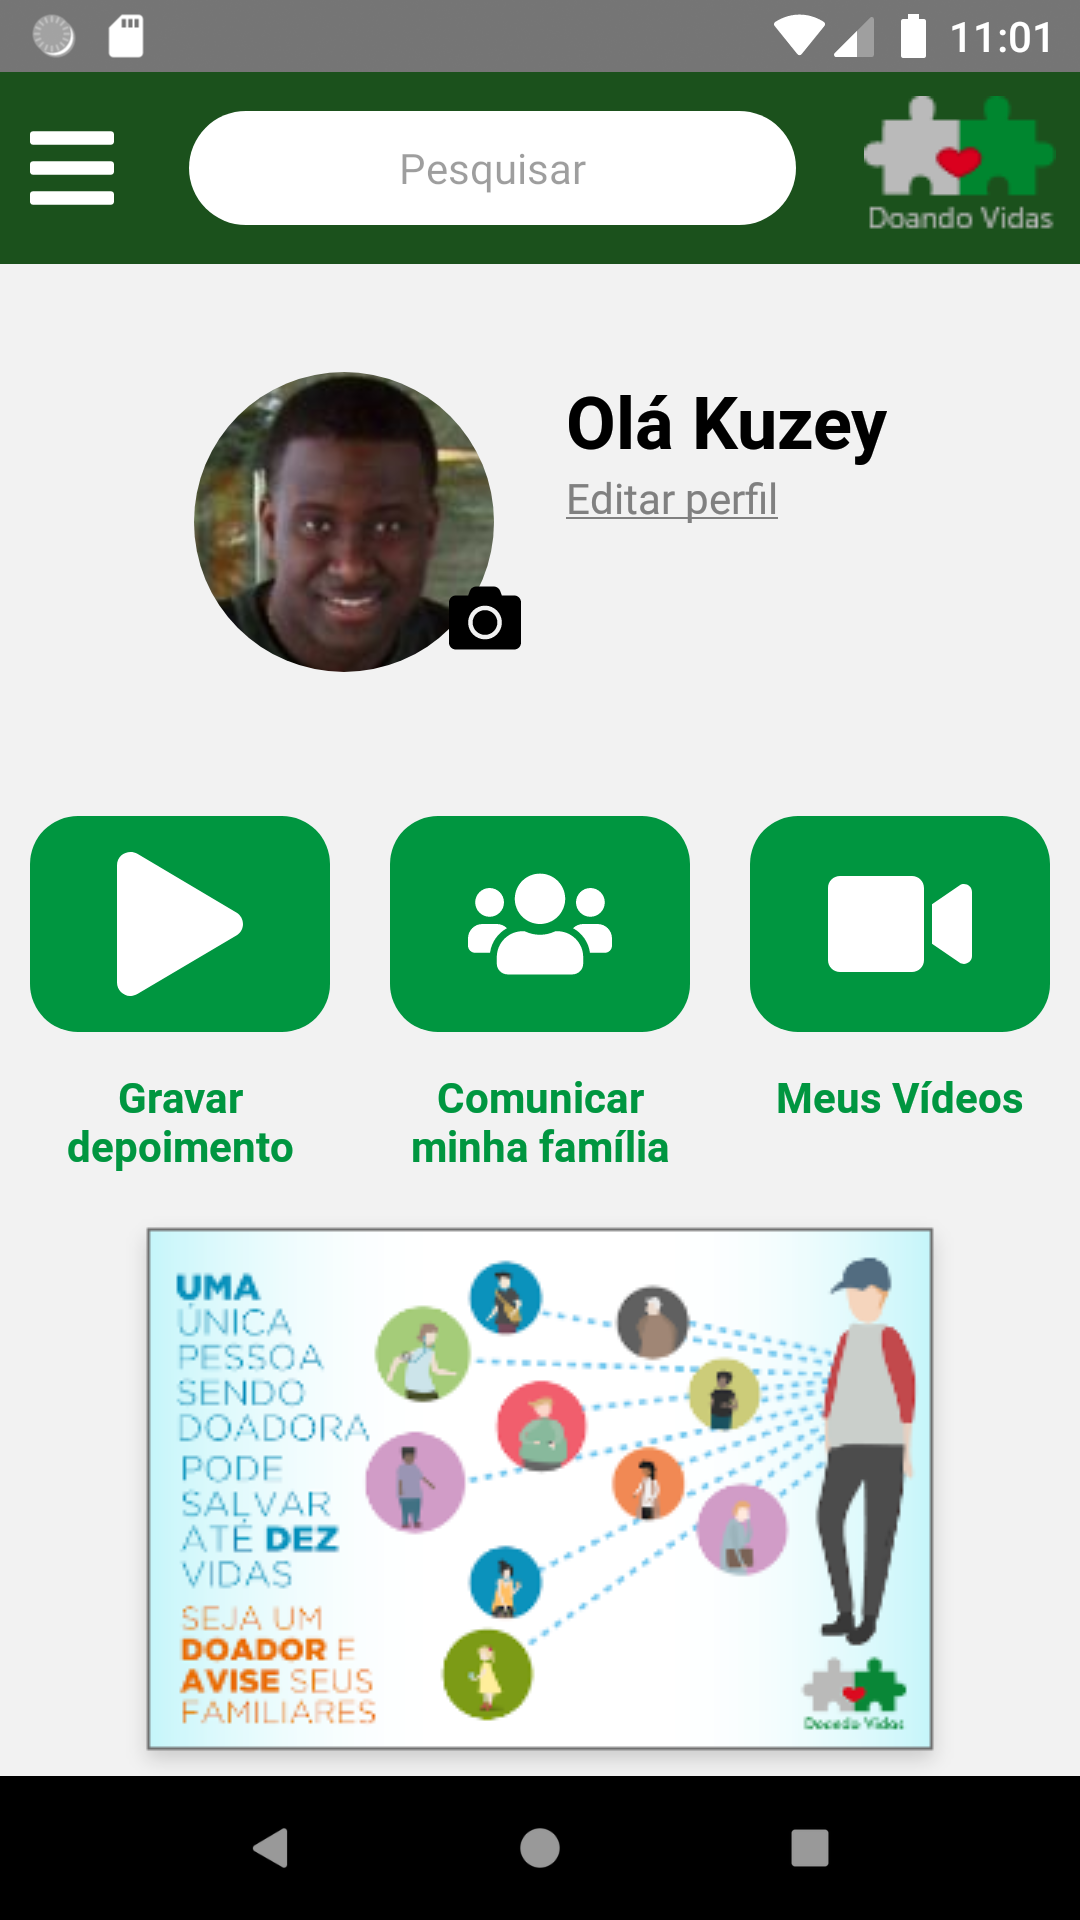 11:01
Pesquisar
Doando Vidas
Olá Kuzey
Editar perfil
Gravar
depoimento
Comunicar
minha família
Meus Vídeos
UMA
ÚNICA
PESSOA
SENDO
DOADORA
PODE
SALVAR
ATÉ DEZ
VIDAS
SEJA UM
DOADOR E
AVISE SEUS
FAMILIARES
Doando Vidas